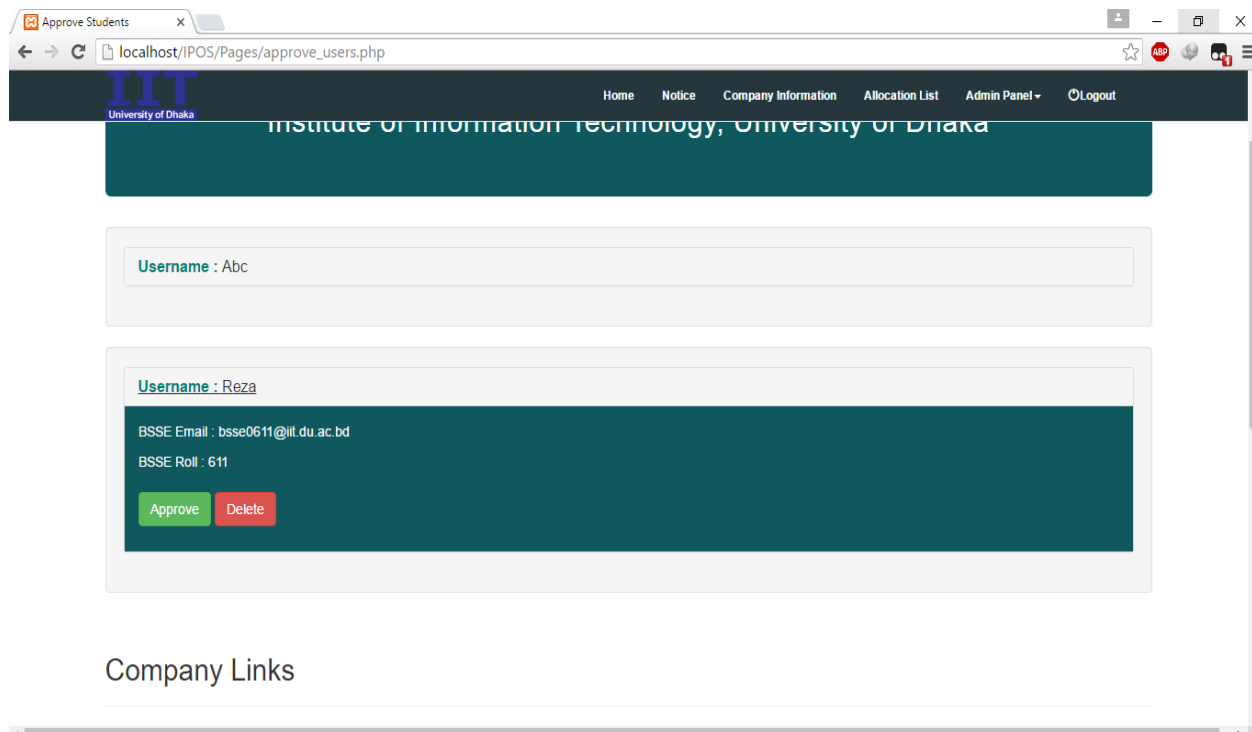 Approve Students
localhost/IPOS/Pages/approve_users.php
ABP
1
IIT
University of Dhaka
Home Notice Company Information Allocation List Admin Panel Logout
Institute of Information Technology, University of Dhaka
Username : Abc
Username : Reza
BSSE Email : bsse0611@iit.du.ac.bd
BSSE Roll : 611
Approve Delete
Company Links